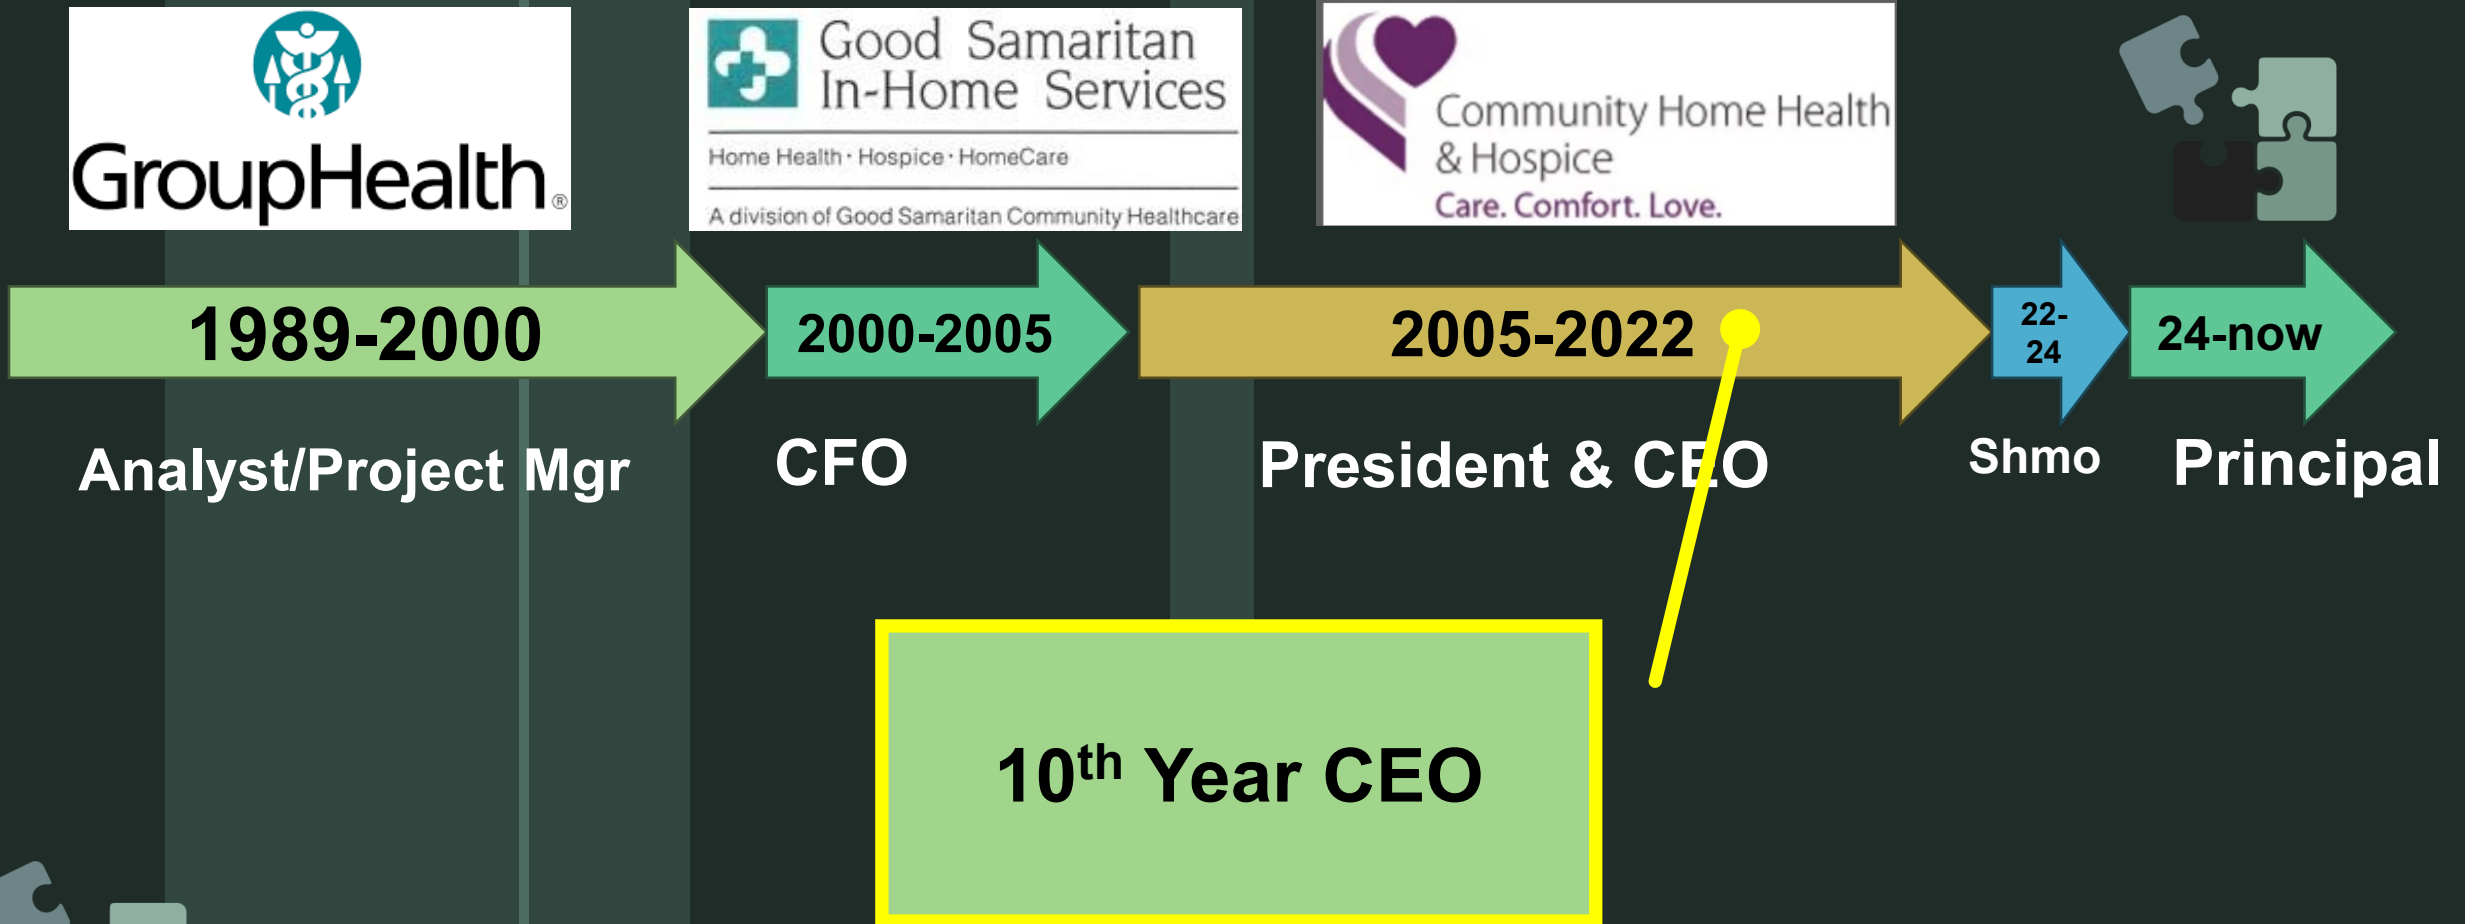 GroupHealth®
Good Samaritan
In-Home Services
Home Health · Hospice · HomeCare
A division of Good Samaritan Community Healthcare
Community Home Health
& Hospice
Care. Comfort. Love.
1989-2000
2000-2005
2005-2022
22-
24
24-now
Analyst/Project Mgr
CFO
President & CEO
Shmo
Principal
10th Year CEO